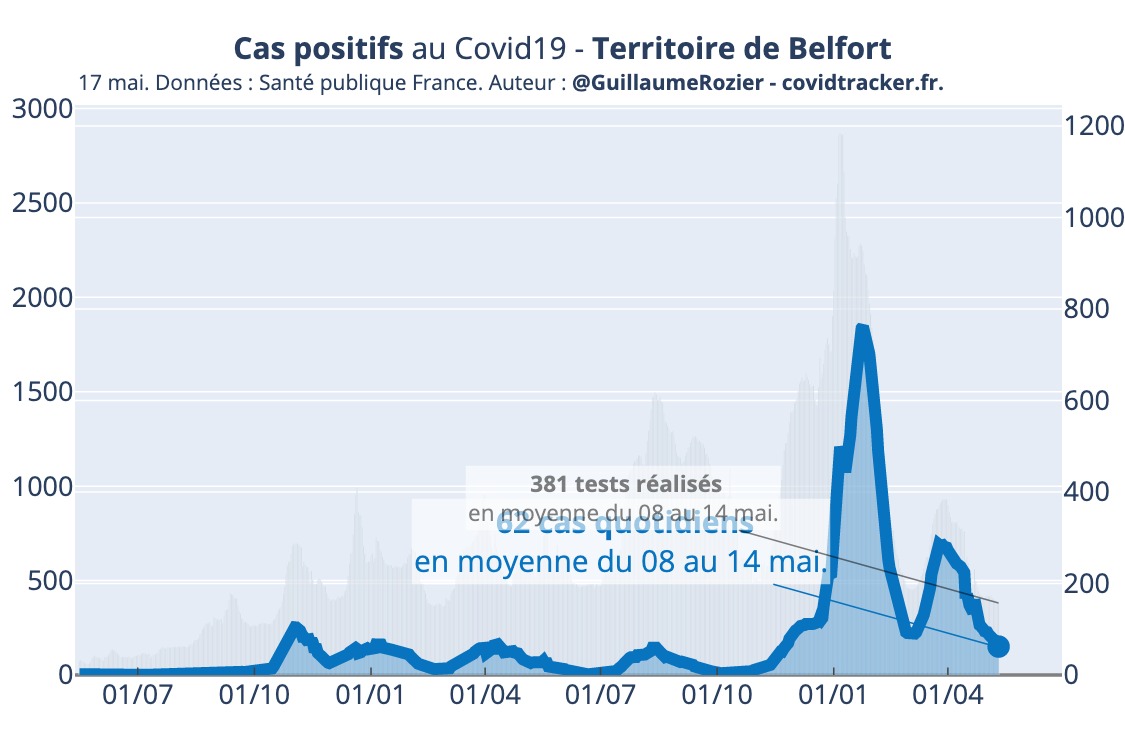 Cas positifs au Covid19 - Territoire de Belfort
17 mai. Données : Santé publique France. Auteur : @GuillaumeRozier - covidtracker.fr.
3000
2500
2000
1500
1000
500
0
1200
1000
800
600
400
200
0
381 tests réalisés
en moyenne du 08 au 14 mai.
62 cas quotidiens
en moyenne du 08 au 14 mai.
01/07 01/10 01/01 01/04 01/07 01/10 01/01 01/04